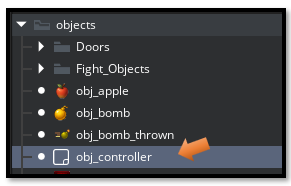 objects
Doors
Fight_Objects
obj_apple
obj_bomb
obj_bomb_thrown
obj_controller